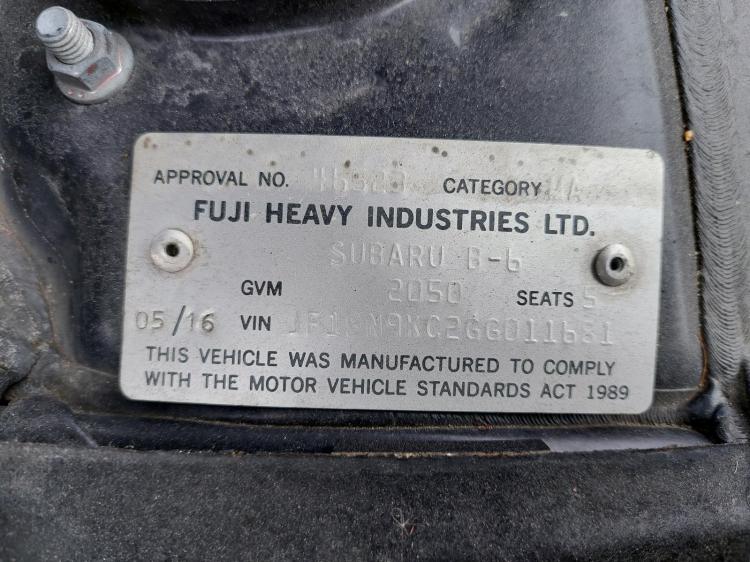 APPROVAL NO. CATEGORY
FUJI HEAVY INDUSTRIES LTD.
SUBARU B-6
GVM 2050 SEATS 5
05/16 VIN
THIS VEHICLE WAS MANUFACTURED TO COMPLY
WITH THE MOTOR VEHICLE STANDARDS ACT 1989